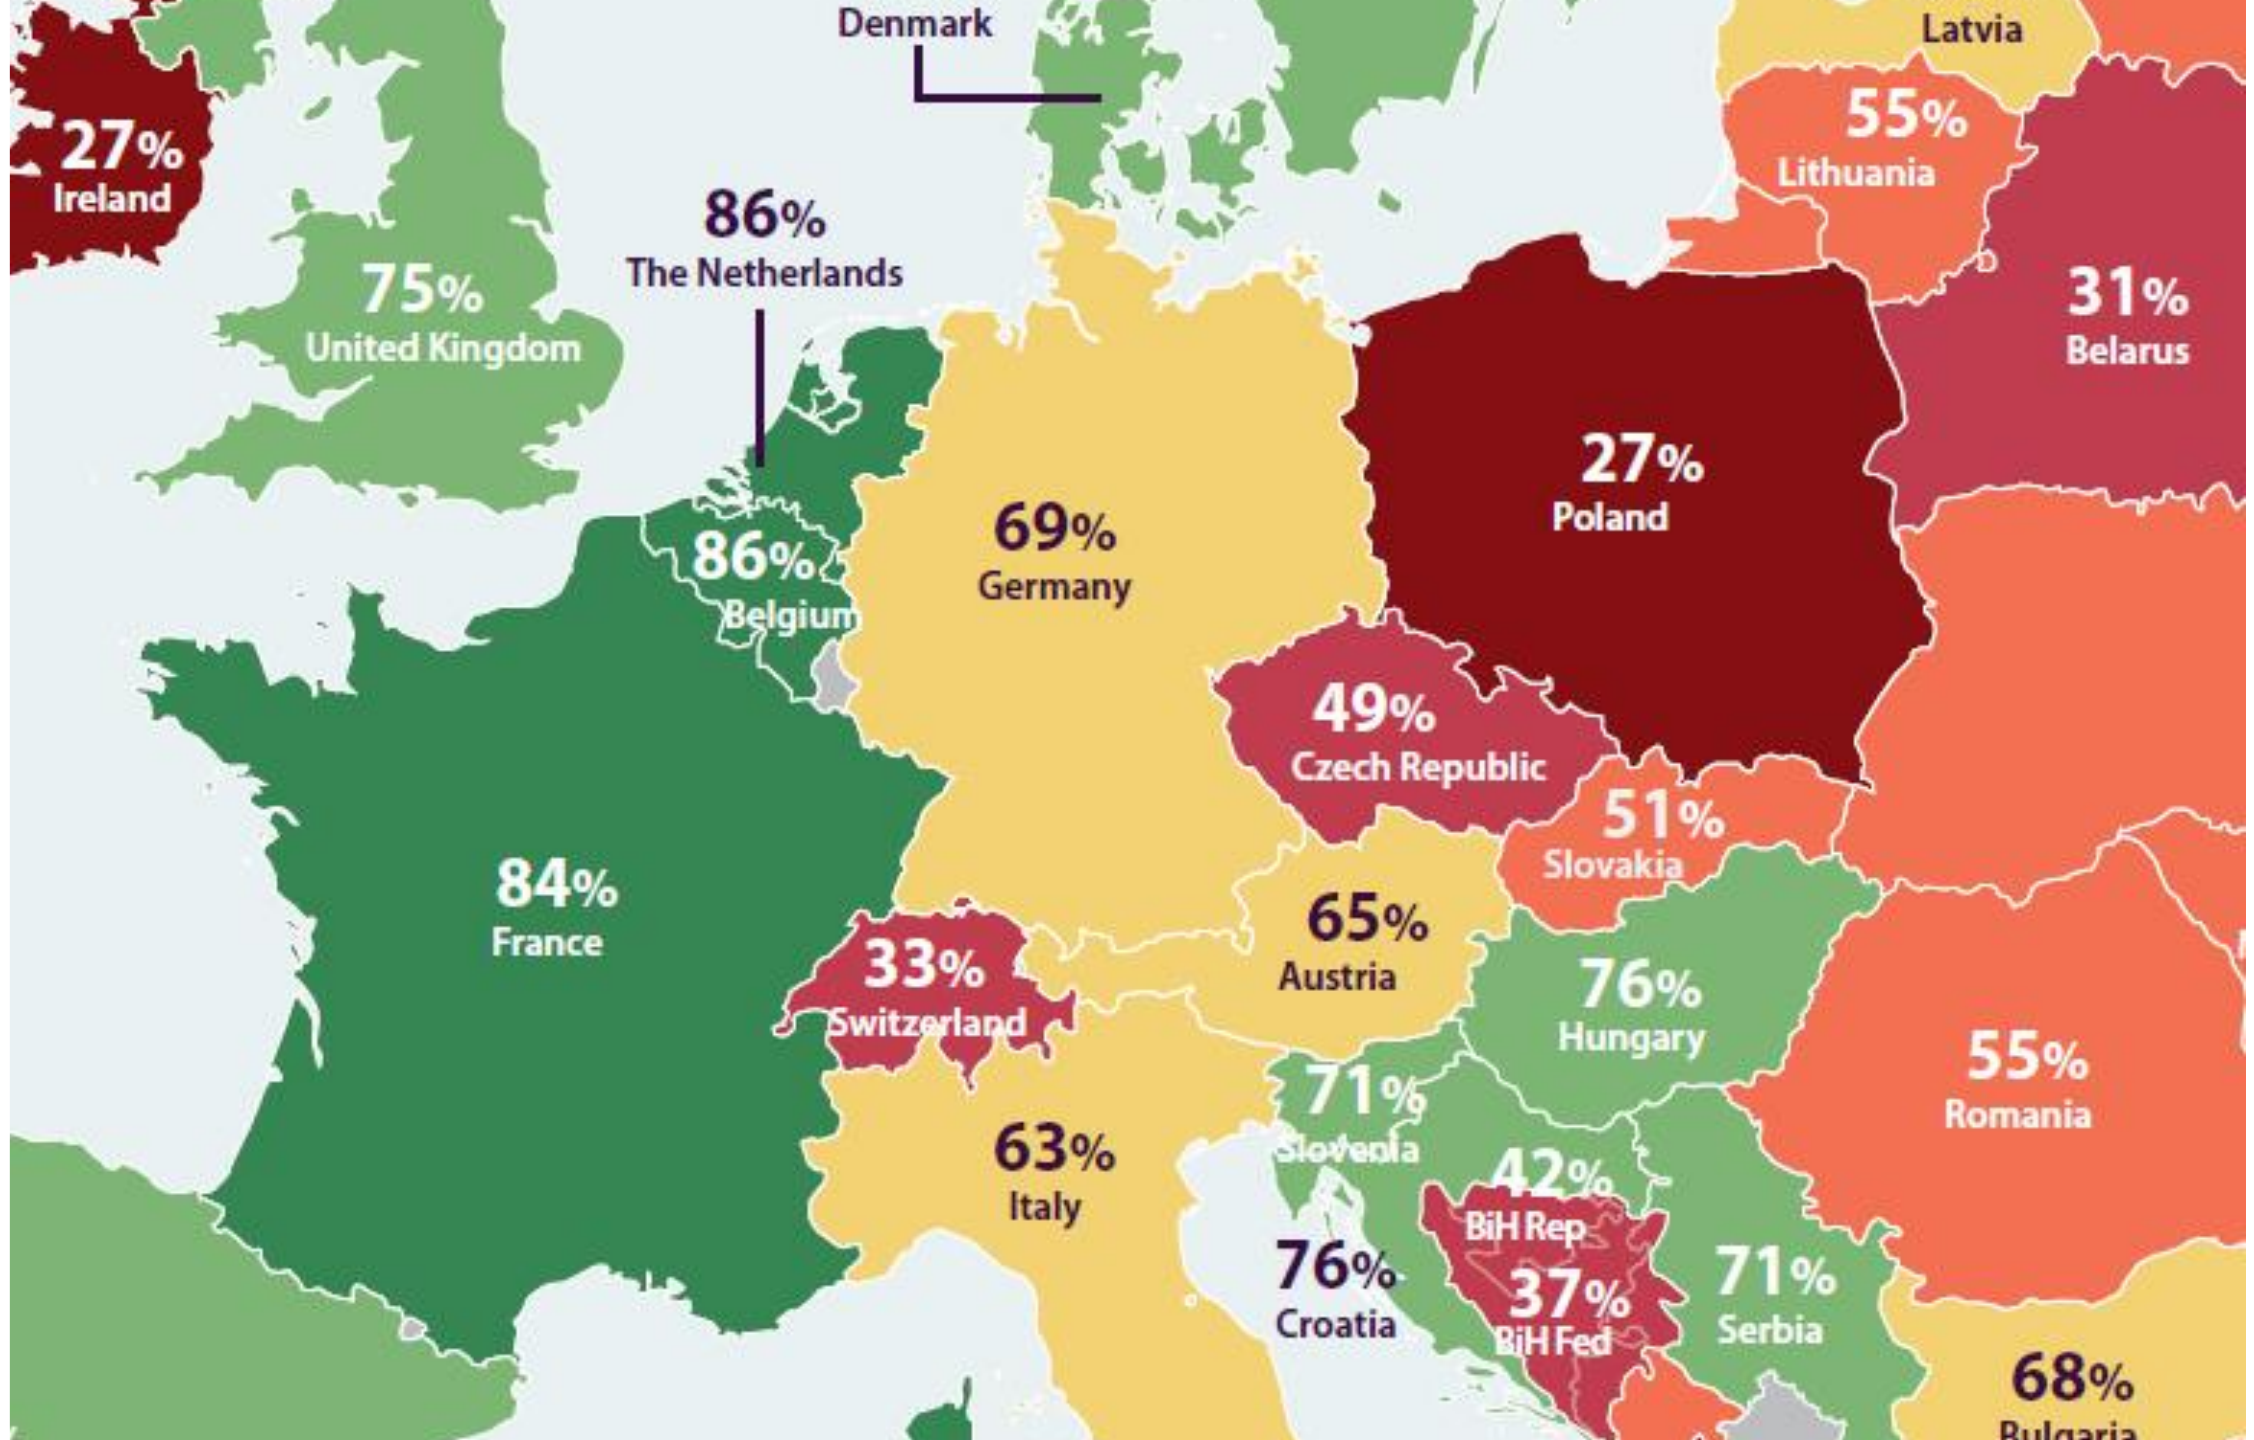 Denmark
Latvia
55%
Lithuania
27%
Ireland
86%
The Netherlands
75%
United Kingdom
31%
Belarus
27%
Poland
69%
Germany
86%
Belgium
49%
Czech Republic
51%
Slovakia
84%
France
65%
Austria
33%
Switzerland
76%
Hungary
55%
Romania
71%
Slovenia
63%
Italy
42%
BiH Rep
76%
Croatia
37%
BiH Fed
71%
Serbia
68%
Bulgaria